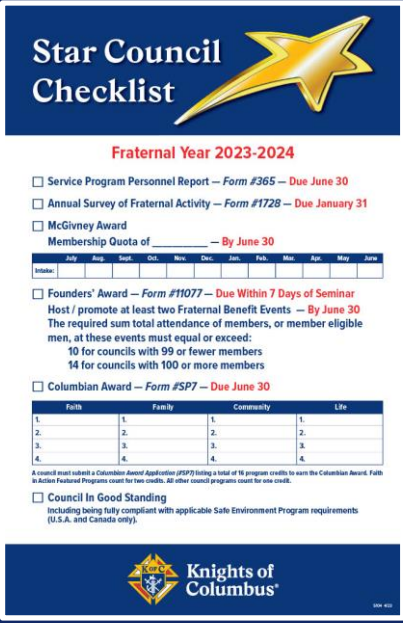 Star Council
Checklist
Fraternal Year 2023-2024
Service Program Personnel Report — Form #365 — Due June 30
Annual Survey of Fraternal Activity — Form #1728 — Due January 31
McGivney Award
Membership Quota of __________ — By June 30
July Aug. Sept. Oct. Nov. Dec. Jan. Feb. Mar. Apr. May June
Intake:
Founders' Award — Form #11077 — Due Within 7 Days of Seminar
Host / promote at least two Fraternal Benefit Events — By June 30
The required sum total attendance of members, or member eligible
men, at these events must equal or exceed:
10 for councils with 99 or fewer members
14 for councils with 100 or more members
Columbian Award — Form #SP7 — Due June 30
Faith Family Community Life
1. 1. 1. 1.
2. 2. 2. 2.
3. 3. 3. 3.
4. 4. 4. 4.
A council must submit a Columbian Award Application (#SP7) listing a total of 16 program credits to earn the Columbian Award. Faith
in Action Featured Programs count for two credits. All other council programs count for one credit.
Council In Good Standing
Including being fully compliant with applicable Safe Environment Program requirements
(U.S.A. and Canada only).
K OF C
Knights of
Columbus®